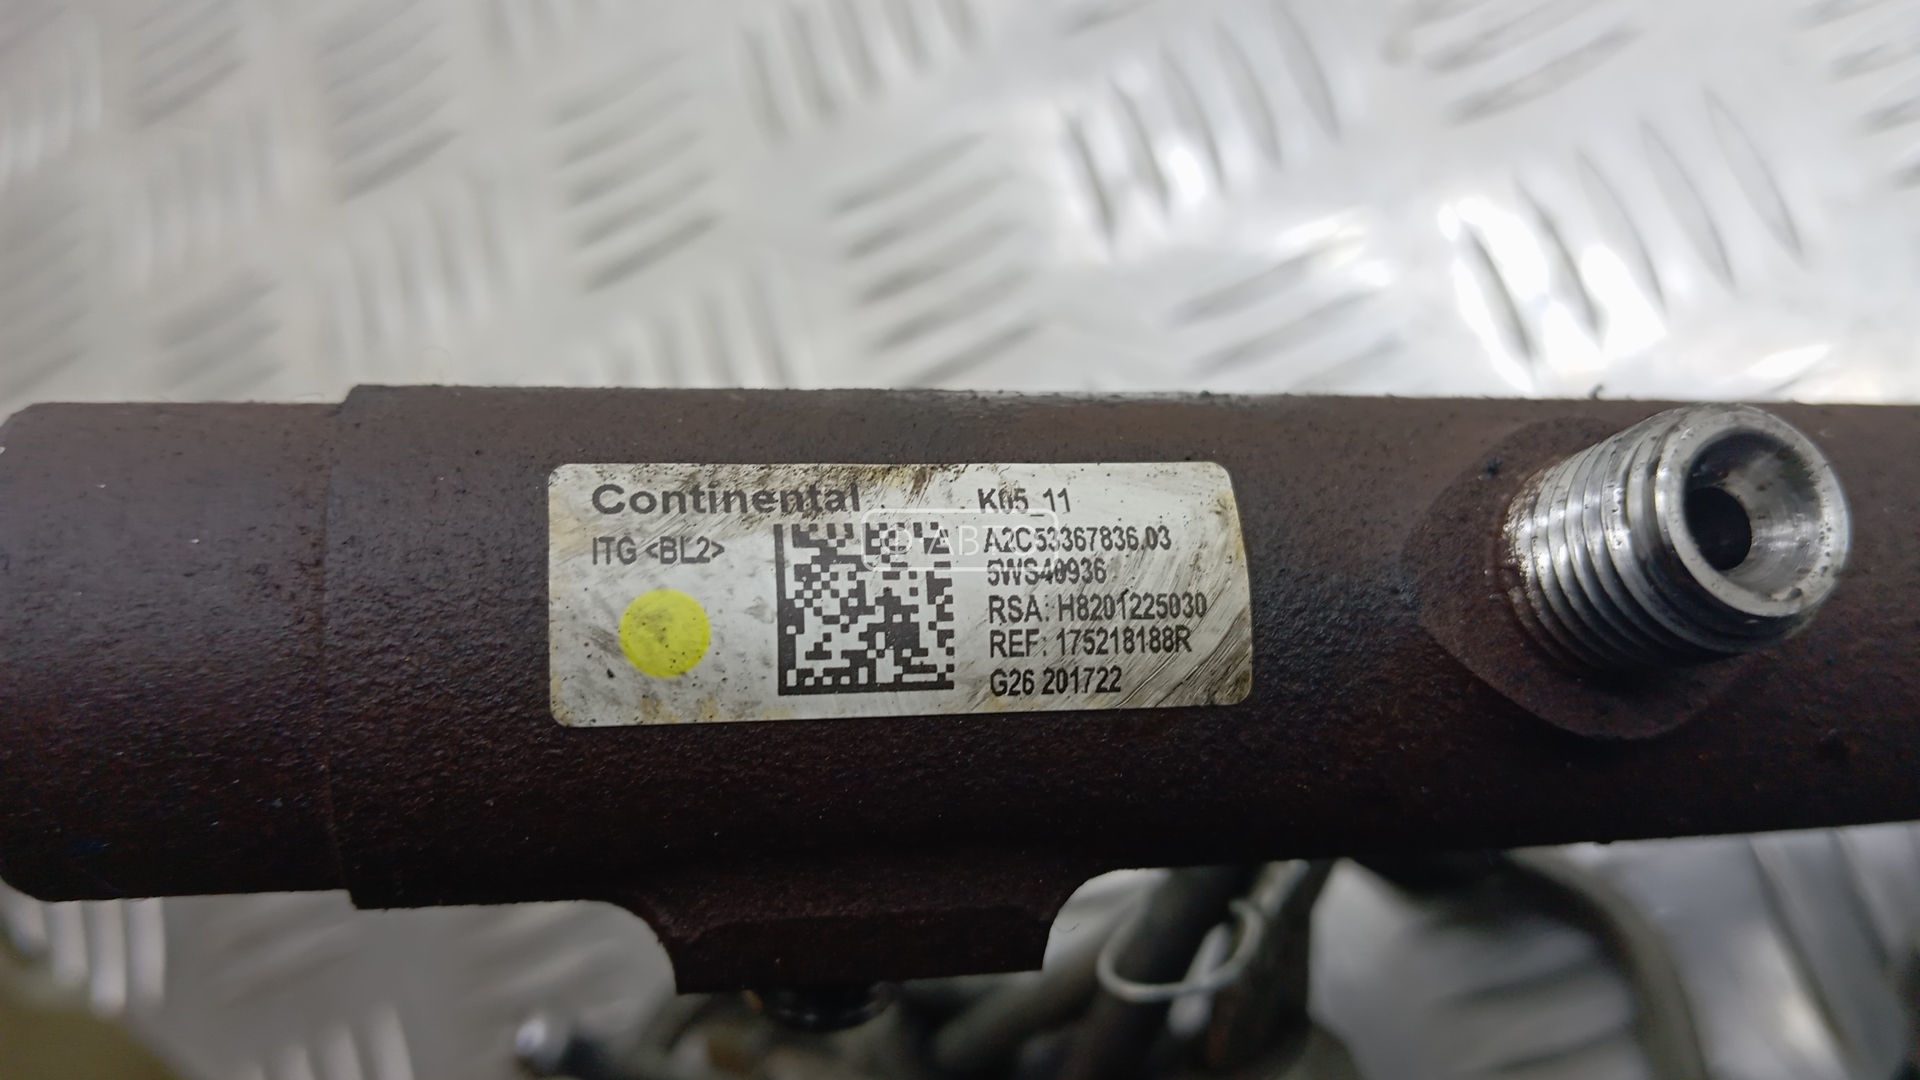 Continental
ITG <BL2>
K05_11
A2C53367836.03
5WS40936
RSA: H8201225030
REF: 175218188R
G26 201722